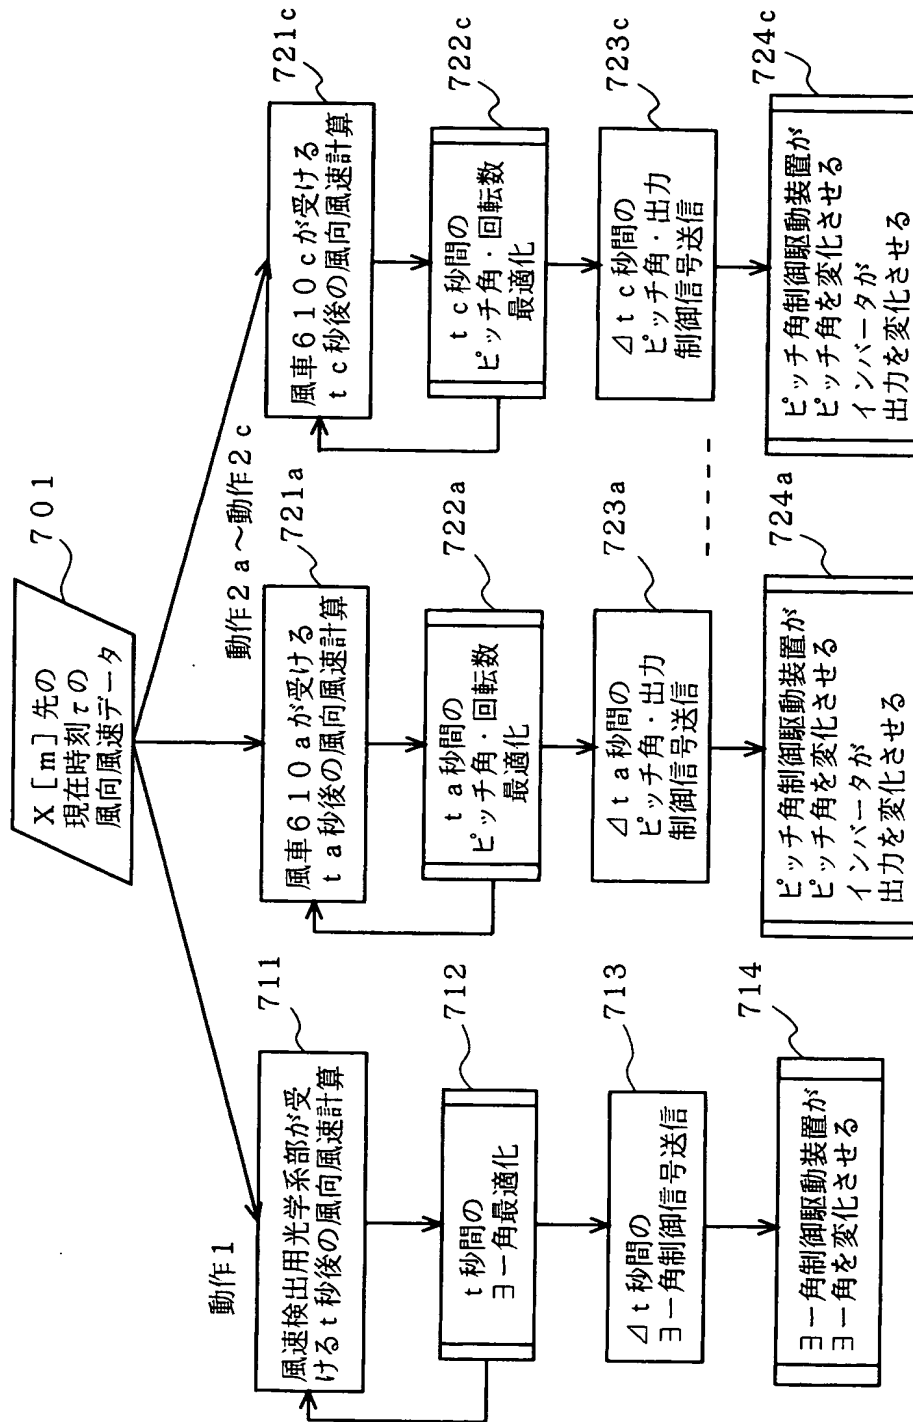 X［m］先の
現在時刻τの
風向風速データ
701
動作1
風速検出用光学系部が受
けるt秒後の風向風速計算
711
t秒間の
ヨー角最適化
712
⊿t秒間の
ヨー角制御信号送信
713
ヨー角制御駆動装置が
ヨー角を変化させる
714
動作2a～動作2c
風車610aが受ける
ta秒後の風向風速計算
721a
ta秒間の
ピッチ角・回転数
最適化
722a
⊿ta秒間の
ピッチ角・出力
制御信号送信
723a
ピッチ角制御駆動装置が
ピッチ角を変化させる
インバータが
出力を変化させる
724a
風車610cが受ける
tc秒後の風向風速計算
721c
tc秒間の
ピッチ角・回転数
最適化
722c
⊿tc秒間の
ピッチ角・出力
制御信号送信
723c
ピッチ角制御駆動装置が
ピッチ角を変化させる
インバータが
出力を変化させる
724c